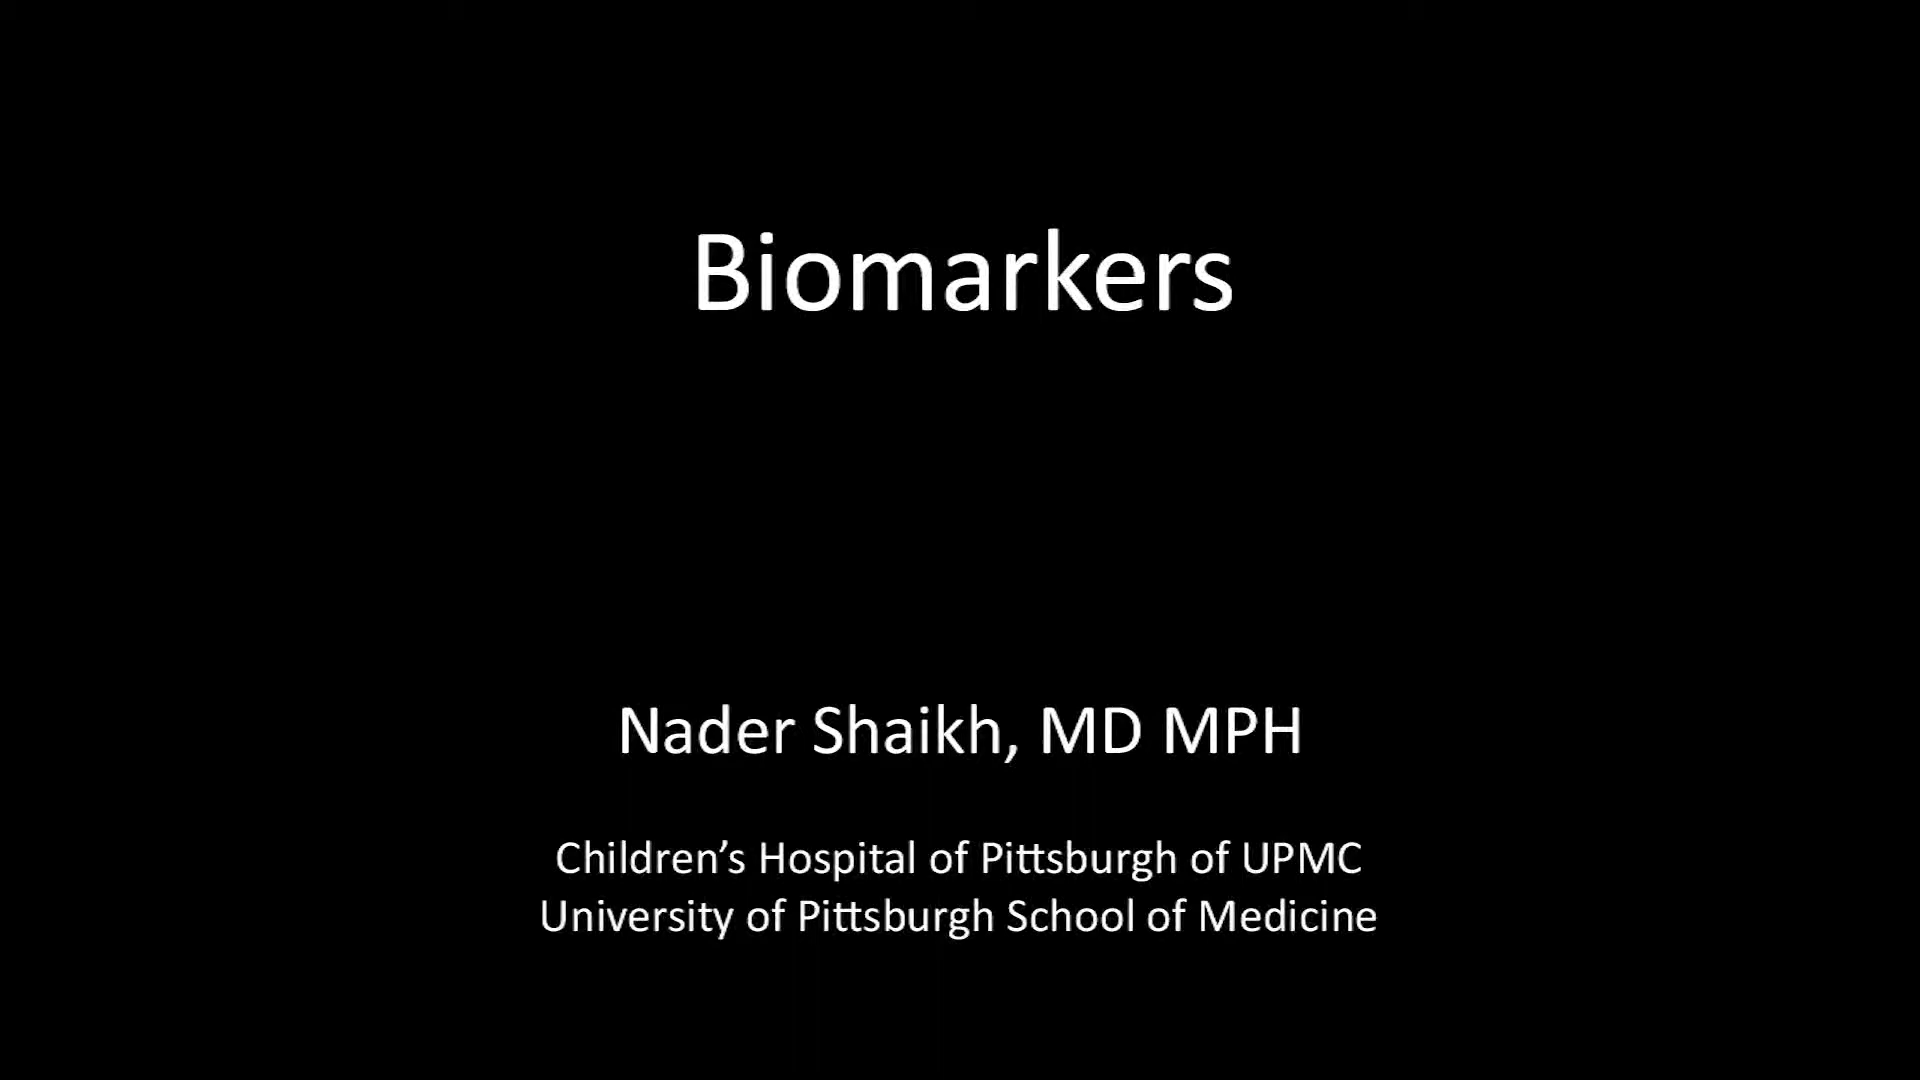 Biomarkers
Nader Shaikh, MD MPH
Children’s Hospital of Pittsburgh of UPMC
University of Pittsburgh School of Medicine